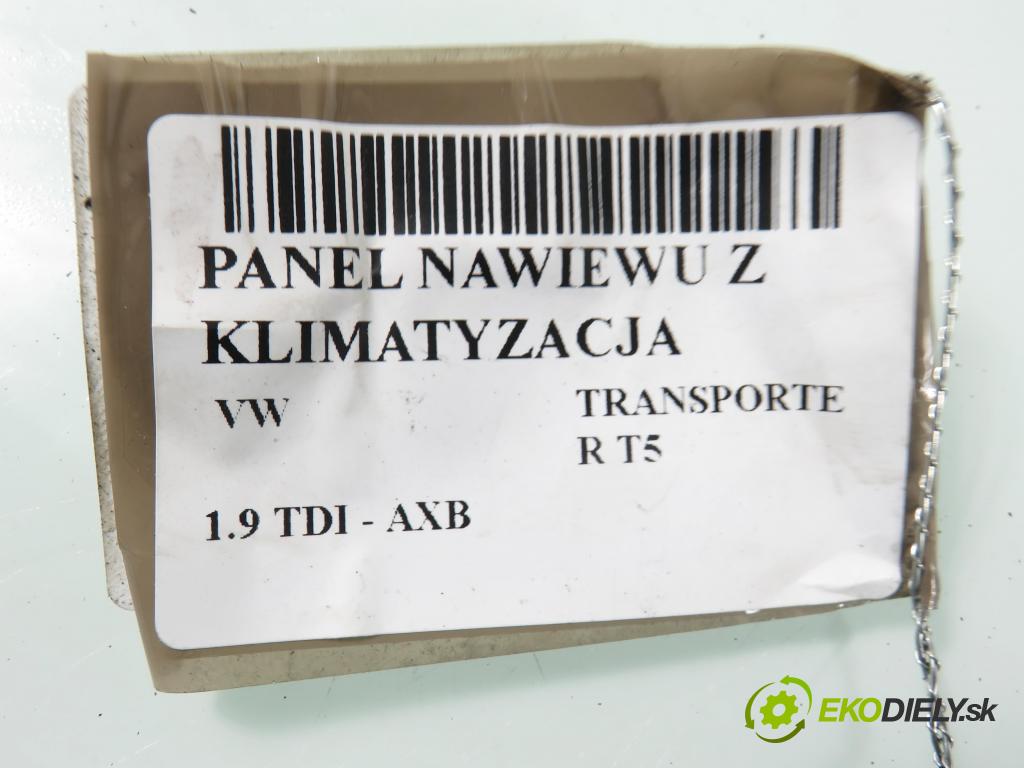 PANEL NAWIEWU Z
KLIMATYZACJA
VW
TRANSPORTE
R T5
1.9 TDI - AXB
EKODIELY.sk